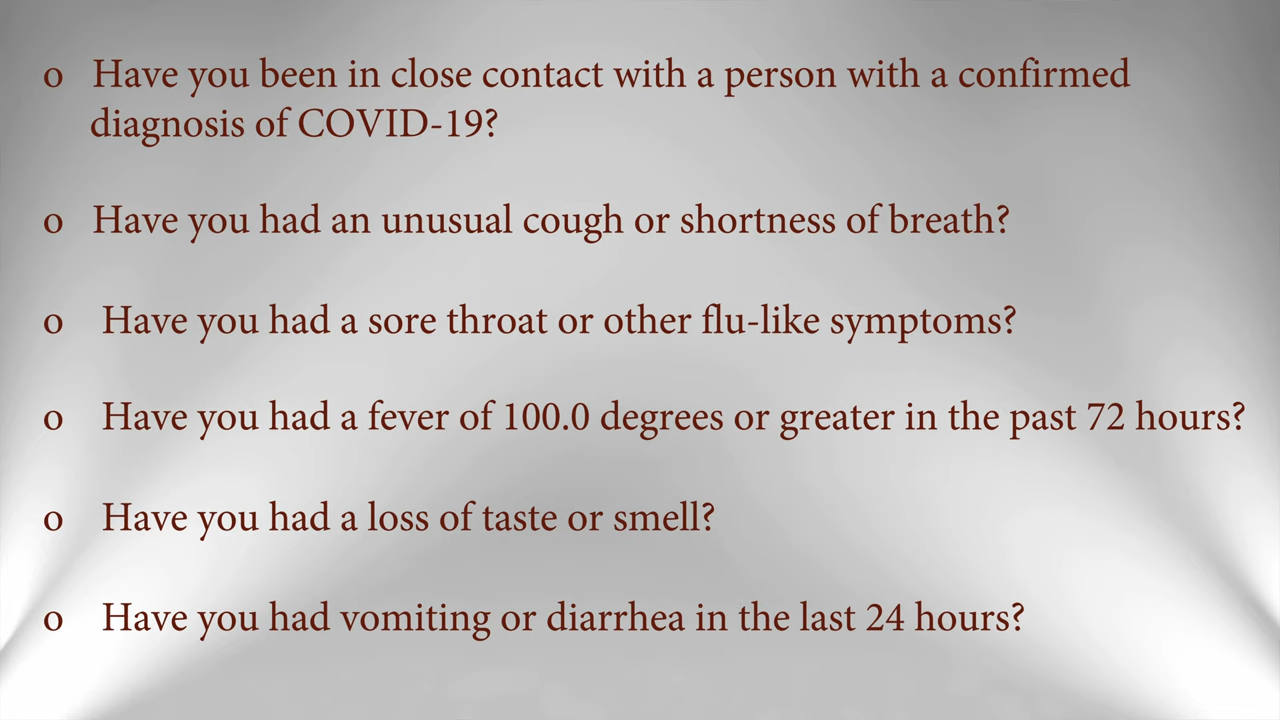 o Have you been in close contact with a person with a confirmed
diagnosis of COVID-19?
o Have you had an unusual cough or shortness of breath?
o Have you had a sore throat or other flu-like symptoms?
o Have you had a fever of 100.0 degrees or greater in the past 72 hours?
o Have you had a loss of taste or smell?
o Have you had vomiting or diarrhea in the last 24 hours?